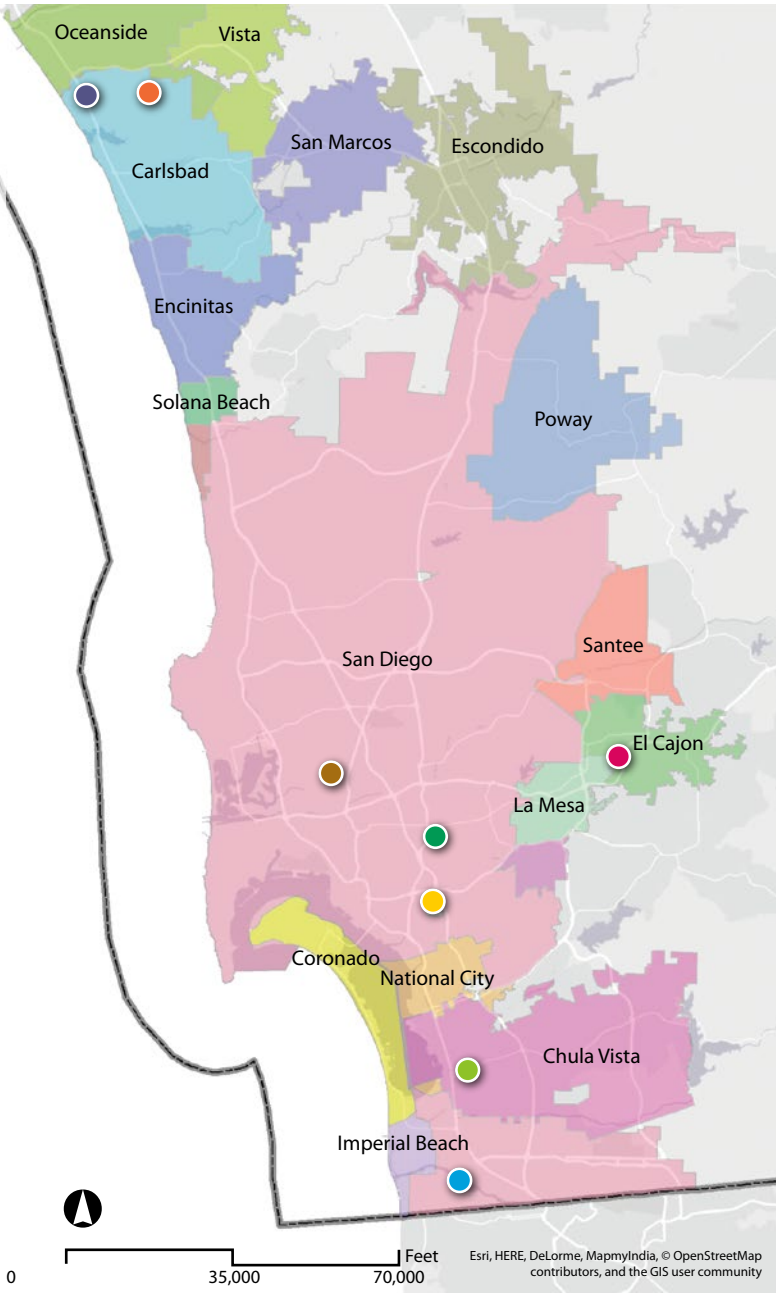 Oceanside
Vista
San Marcos
Escondido
Carlsbad
Encinitas
Solana Beach
Poway
San Diego
Santee
El Cajon
La Mesa
Coronado
National City
Chula Vista
Imperial Beach
Feet
0 35,000 70,000
Esri, HERE, DeLorme, MapmyIndia, © OpenStreetMap
contributors, and the GIS user community